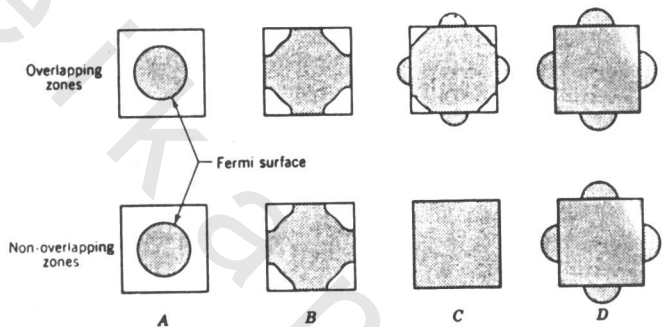 Overlapping
zones
Fermi surface
Non-overlapping
zones
A
B
C
D